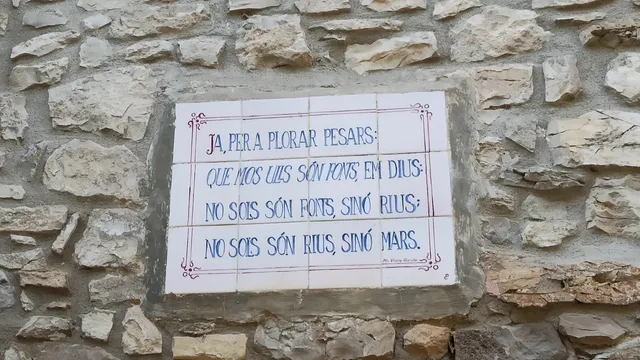 JA, PER A PLORAR PESARS:
QUE MOS ULLS SÓN FONTS, EM DIUS:
NO SOLS SÓN FONTS, SINÓ RIUS;
NO SOLS SÓN RIUS, SINÓ MARS.